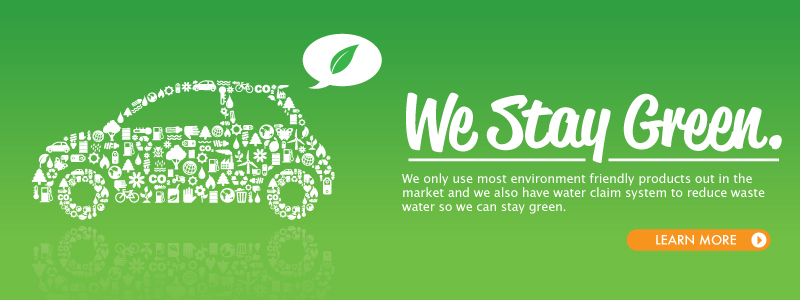 We Stay Green.
We only use most environment friendly products out in the
market and we also have water claim system to reduce waste
water so we can stay green.
LEARN MORE